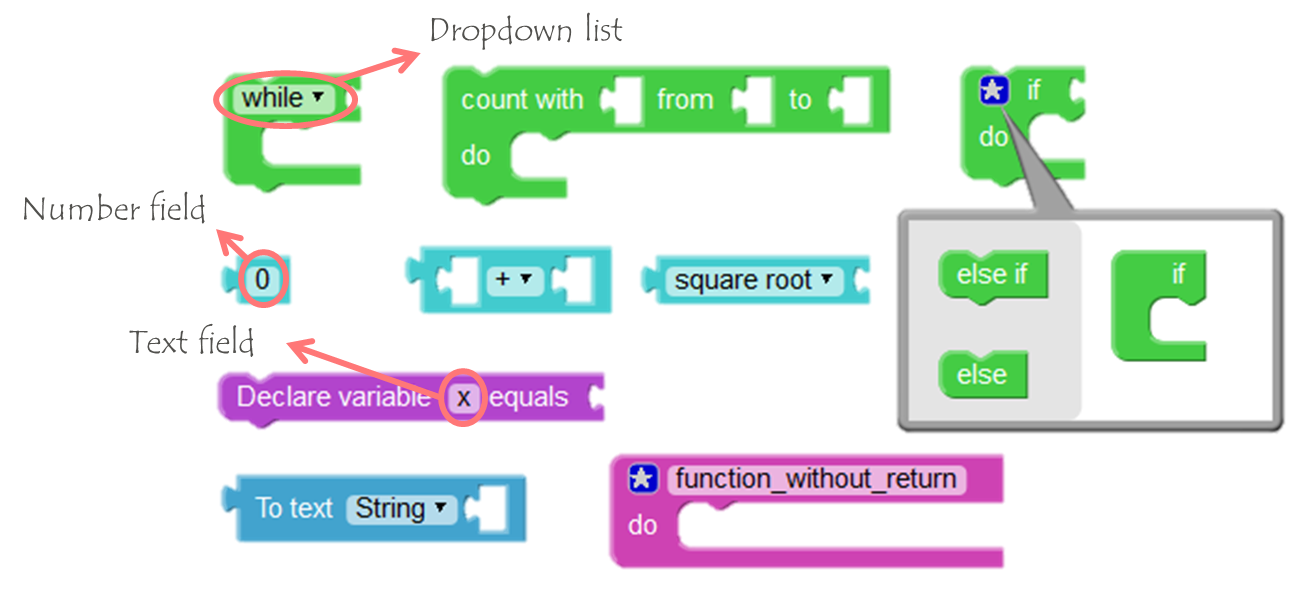 Dropdown list
while ▼
count with from to
do
if
do
Number field
0
+ ▼
square root ▼
else if
if
else
Text field
Declare variable x equals
To text String ▼
function_without_return
do